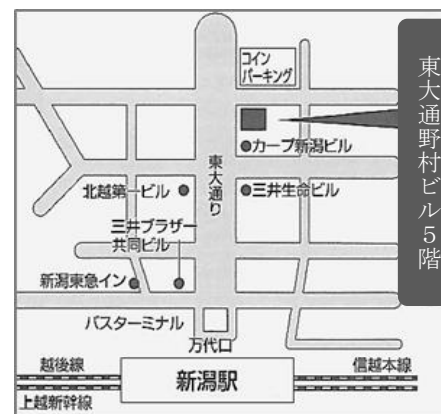 コイン
パーキング
東大通野村ビル5階
カープ新潟ビル
東大通り
北越第一ビル
三井生命ビル
三井ブラザー
共同ビル
新潟東急イン
バスターミナル
万代口
越後線
新潟駅
信越本線
上越新幹線